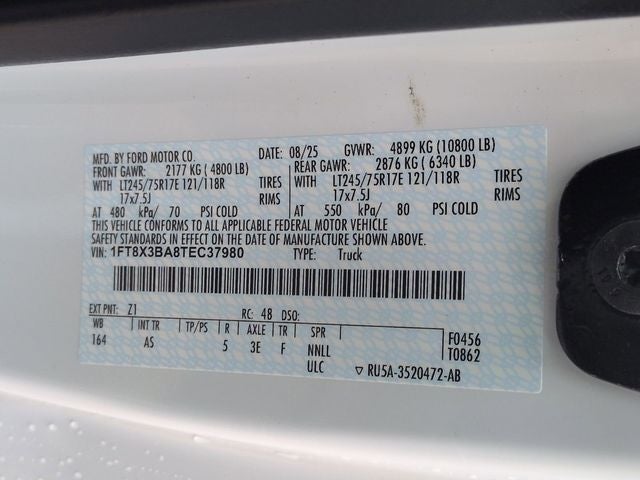 MFD. BY FORD MOTOR CO. DATE: 08/25 GVWR: 4899 KG (10800 LB)
FRONT GAWR: 2177 KG ( 4800 LB) REAR GAWR: 2876 KG ( 6340 LB)
WITH LT245/75R17E 121/118R TIRES WITH LT245/75R17E 121/118R TIRES
17x7.5J RIMS 17x7.5J RIMS
AT 480 kPa/ 70 PSI COLD AT 550 kPa/ 80 PSI COLD
THIS VEHICLE CONFORMS TO ALL APPLICABLE FEDERAL MOTOR VEHICLE
SAFETY STANDARDS IN EFFECT ON THE DATE OF MANUFACTURE SHOWN ABOVE.
VIN: 1FT8X3BA8TEC37980 TYPE: Truck
EXT PNT: Z1 RC: 48 DSO:
WB INT TR TP/PS R AXLE TR SPR F0456
164 AS 5 3E F NNLL T0862
ULC ▽ RU5A-3520472-AB